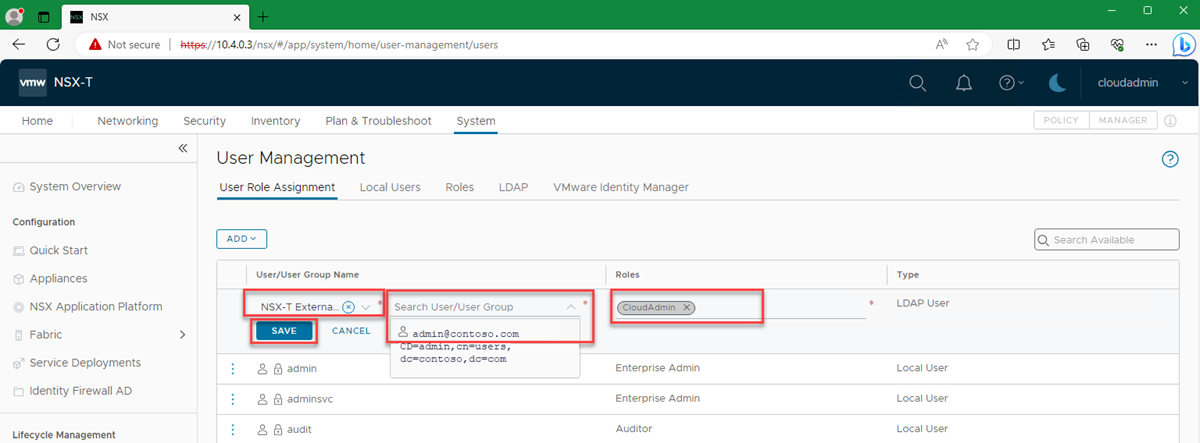 NSX
Not secure https://10.4.0.3/nsx/#/app/system/home/user-management/users
vmw NSX-T
cloudadmin
Home Networking Security Inventory Plan & Troubleshoot System
POLICY MANAGER
System Overview
Configuration
Quick Start
Appliances
NSX Application Platform
Fabric
Service Deployments
Identity Firewall AD
Lifecycle Management
User Management
User Role Assignment Local Users Roles LDAP VMware Identity Manager
ADD
Search Available
User/User Group Name Roles Type
NSX-T Externa... * Search User/User Group * CloudAdmin * LDAP User
SAVE CANCEL
admin@contoso.com
CD=admin,cn=users,
dc=contoso,dc=com
admin Enterprise Admin Local User
adminsvc Enterprise Admin Local User
audit Auditor Local User